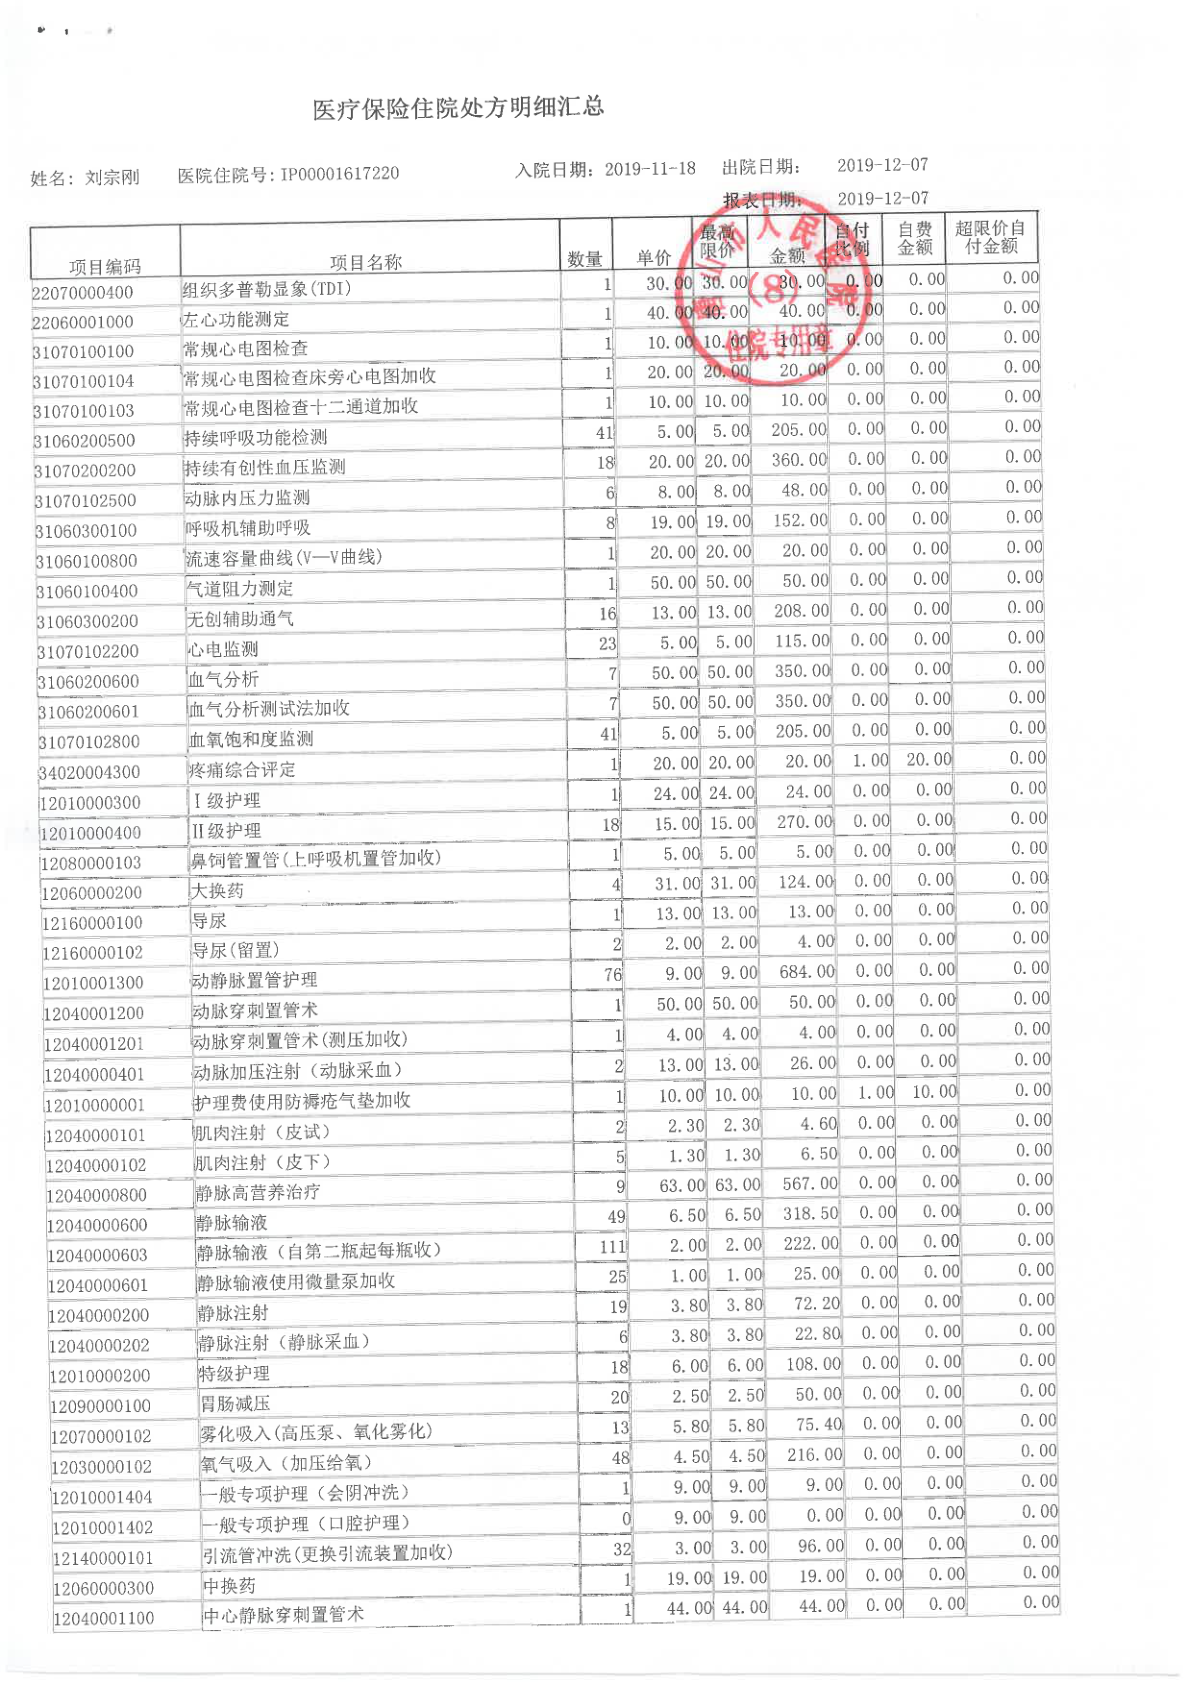 医疗保险住院处方明细汇总
姓名: 刘宗刚 医院住院号: IP00001617220 入院日期: 2019-11-18 出院日期: 2019-12-07
报表日期: 2019-12-07
项目编码 项目名称 数量 单价 最高限价 金额 自付比例 自费金额 超限价自付金额
山市人民医院
(8)
住院专用章
22070000400 组织多普勒显象(TDI) 1 30.00 30.00 30.00 0.00 0.00 0.00
22060001000 左心功能测定 1 40.00 40.00 40.00 0.00 0.00 0.00
31070100100 常规心电图检查 1 10.00 10.00 10.00 0.00 0.00 0.00
31070100104 常规心电图检查床旁心电图加收 1 20.00 20.00 20.00 0.00 0.00 0.00
31070100103 常规心电图检查十二通道加收 1 10.00 10.00 10.00 0.00 0.00 0.00
31060200500 持续呼吸功能检测 41 5.00 5.00 205.00 0.00 0.00 0.00
31070200200 持续有创性血压监测 18 20.00 20.00 360.00 0.00 0.00 0.00
31070102500 动脉内压力监测 6 8.00 8.00 48.00 0.00 0.00 0.00
31060300100 呼吸机辅助呼吸 8 19.00 19.00 152.00 0.00 0.00 0.00
31060100800 流速容量曲线(V—V曲线) 1 20.00 20.00 20.00 0.00 0.00 0.00
31060100400 气道阻力测定 1 50.00 50.00 50.00 0.00 0.00 0.00
31060300200 无创辅助通气 16 13.00 13.00 208.00 0.00 0.00 0.00
31070102200 心电监测 23 5.00 5.00 115.00 0.00 0.00 0.00
31060200600 血气分析 7 50.00 50.00 350.00 0.00 0.00 0.00
31060200601 血气分析测试法加收 7 50.00 50.00 350.00 0.00 0.00 0.00
31070102800 血氧饱和度监测 41 5.00 5.00 205.00 0.00 0.00 0.00
34020004300 疼痛综合评定 1 20.00 20.00 20.00 1.00 20.00 0.00
12010000300 Ⅰ级护理 1 24.00 24.00 24.00 0.00 0.00 0.00
12010000400 Ⅱ级护理 18 15.00 15.00 270.00 0.00 0.00 0.00
12080000103 鼻饲管置管(上呼吸机置管加收) 1 5.00 5.00 5.00 0.00 0.00 0.00
12060000200 大换药 4 31.00 31.00 124.00 0.00 0.00 0.00
12160000100 导尿 1 13.00 13.00 13.00 0.00 0.00 0.00
12160000102 导尿(留置) 2 2.00 2.00 4.00 0.00 0.00 0.00
12010001300 动静脉置管护理 76 9.00 9.00 684.00 0.00 0.00 0.00
12040001200 动脉穿刺置管术 1 50.00 50.00 50.00 0.00 0.00 0.00
12040001201 动脉穿刺置管术(测压加收) 1 4.00 4.00 4.00 0.00 0.00 0.00
12040000401 动脉加压注射（动脉采血） 2 13.00 13.00 26.00 0.00 0.00 0.00
12010000001 护理费使用防褥疮气垫加收 1 10.00 10.00 10.00 1.00 10.00 0.00
12040000101 肌肉注射（皮试） 2 2.30 2.30 4.60 0.00 0.00 0.00
12040000102 肌肉注射（皮下） 5 1.30 1.30 6.50 0.00 0.00 0.00
12040000800 静脉高营养治疗 9 63.00 63.00 567.00 0.00 0.00 0.00
12040000600 静脉输液 49 6.50 6.50 318.50 0.00 0.00 0.00
12040000603 静脉输液（自第二瓶起每瓶收） 111 2.00 2.00 222.00 0.00 0.00 0.00
12040000601 静脉输液使用微量泵加收 25 1.00 1.00 25.00 0.00 0.00 0.00
12040000200 静脉注射 19 3.80 3.80 72.20 0.00 0.00 0.00
12040000202 静脉注射（静脉采血） 6 3.80 3.80 22.80 0.00 0.00 0.00
12010000200 特级护理 18 6.00 6.00 108.00 0.00 0.00 0.00
12090000100 胃肠减压 20 2.50 2.50 50.00 0.00 0.00 0.00
12070000102 雾化吸入(高压泵、氧化雾化) 13 5.80 5.80 75.40 0.00 0.00 0.00
12030000102 氧气吸入（加压给氧） 48 4.50 4.50 216.00 0.00 0.00 0.00
12010001404 一般专项护理（会阴冲洗） 1 9.00 9.00 9.00 0.00 0.00 0.00
12010001402 一般专项护理（口腔护理） 0 9.00 9.00 0.00 0.00 0.00 0.00
12140000101 引流管冲洗(更换引流装置加收) 32 3.00 3.00 96.00 0.00 0.00 0.00
12060000300 中换药 1 19.00 19.00 19.00 0.00 0.00 0.00
12040001100 中心静脉穿刺置管术 1 44.00 44.00 44.00 0.00 0.00 0.00